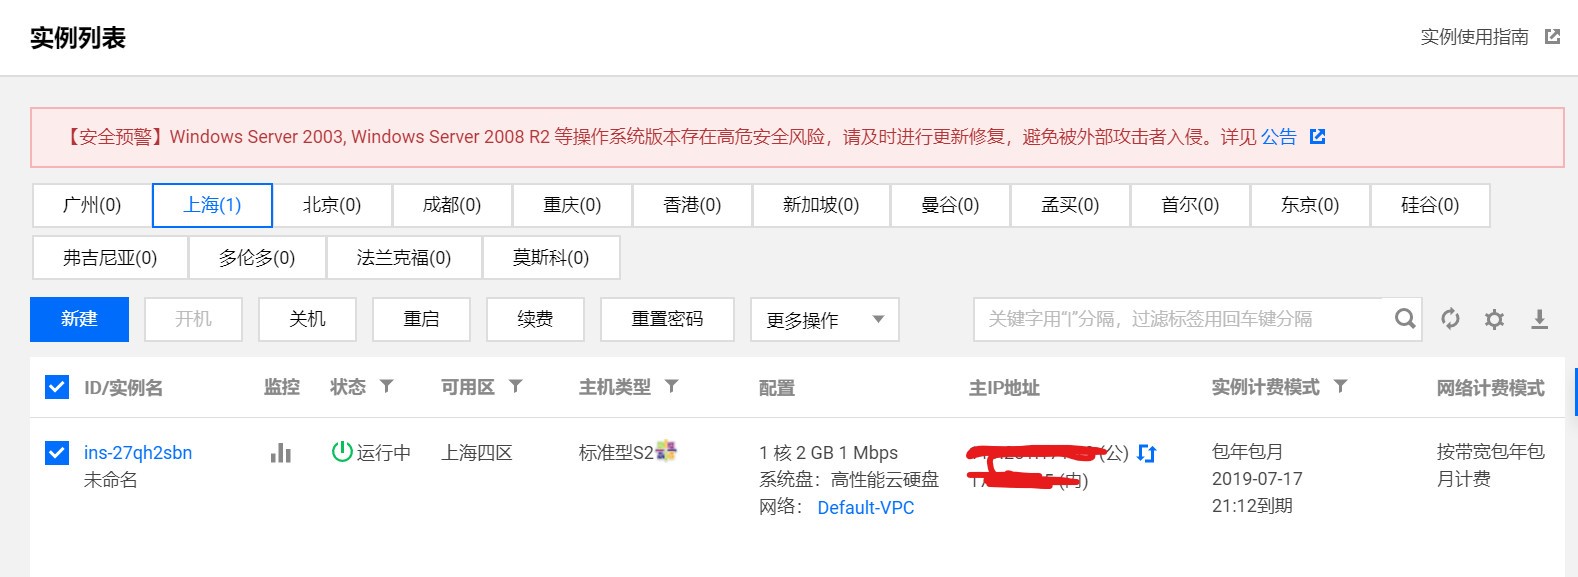 实例列表
实例使用指南
【安全预警】Windows Server 2003, Windows Server 2008 R2 等操作系统版本存在高危安全风险，请及时进行更新修复，避免被外部攻击者入侵。详见 公告
广州(0) 上海(1) 北京(0) 成都(0) 重庆(0) 香港(0) 新加坡(0) 曼谷(0) 孟买(0) 首尔(0) 东京(0) 硅谷(0)
弗吉尼亚(0) 多伦多(0) 法兰克福(0) 莫斯科(0)
新建 开机 关机 重启 续费 重置密码 更多操作 关键字用“|”分隔，过滤标签用回车键分隔
ID/实例名 监控 状态 可用区 主机类型 配置 主IP地址 实例计费模式 网络计费模式
ins-27qh2sbn 运行中 上海四区 标准型S2 1 核 2 GB 1 Mbps (公) 包年包月 按带宽包年包
未命名 系统盘：高性能云硬盘 (内) 2019-07-17 月计费
网络： Default-VPC 21:12到期